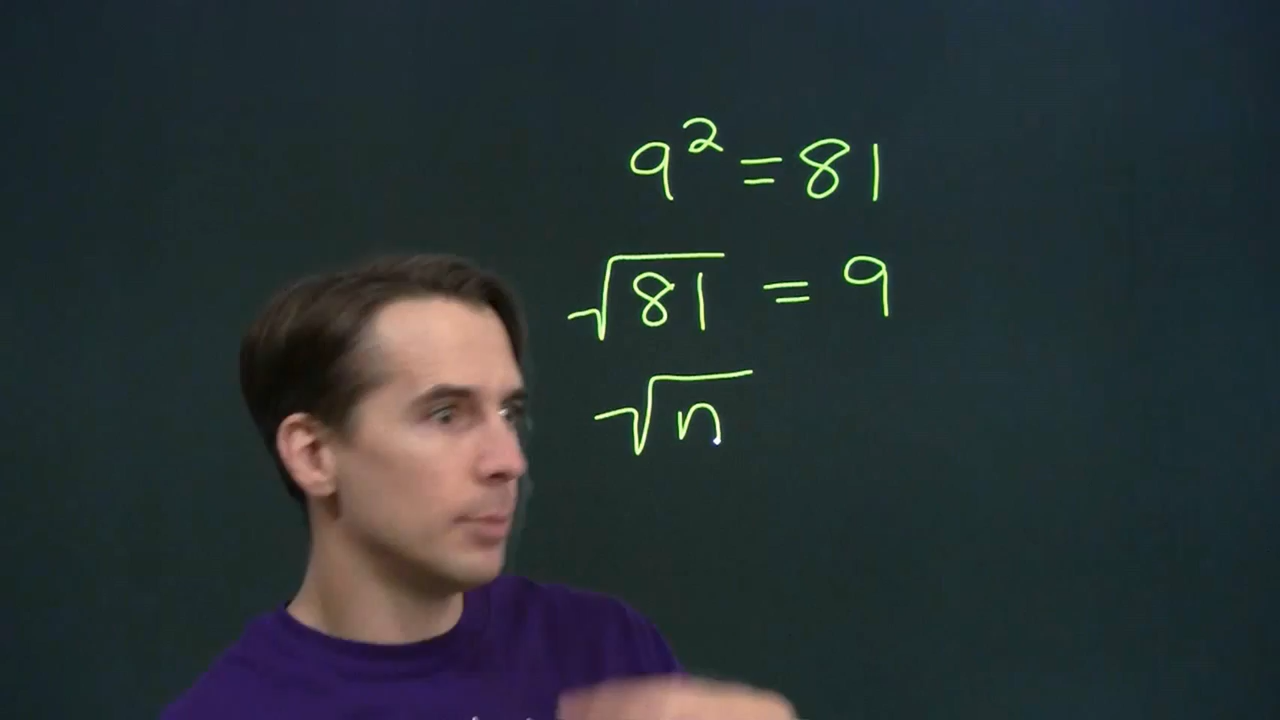 9² = 81
√81 = 9
√n